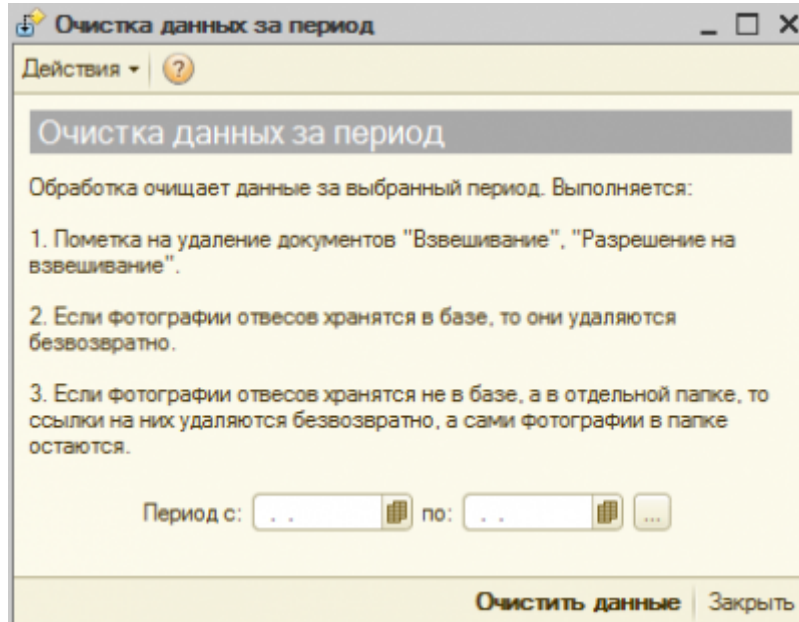 Очистка данных за период
Действия
?
Очистка данных за период
Обработка очищает данные за выбранный период. Выполняется:
1. Пометка на удаление документов "Взвешивание", "Разрешение на
взвешивание".
2. Если фотографии отвесов хранятся в базе, то они удаляются
безвозвратно.
3. Если фотографии отвесов хранятся не в базе, а в отдельной папке, то
ссылки на них удаляются безвозвратно, а сами фотографии в папке
остаются.
Период с: . . по: . . ...
Очистить данные Закрыть